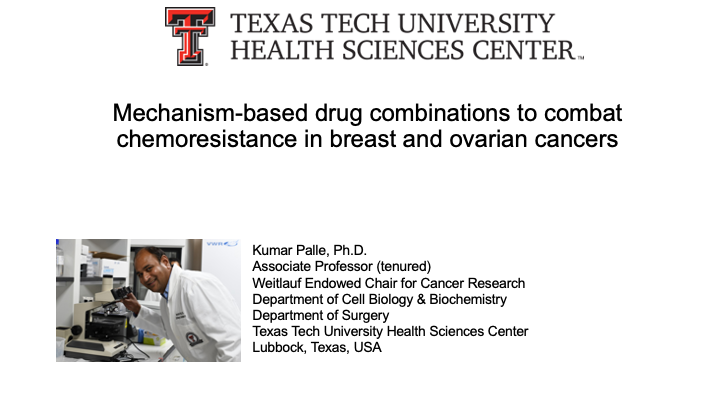 TEXAS TECH UNIVERSITY
HEALTH SCIENCES CENTER™
Mechanism-based drug combinations to combat
chemoresistance in breast and ovarian cancers
Kumar Palle, Ph.D.
Associate Professor (tenured)
Weitlauf Endowed Chair for Cancer Research
Department of Cell Biology & Biochemistry
Department of Surgery
Texas Tech University Health Sciences Center
Lubbock, Texas, USA